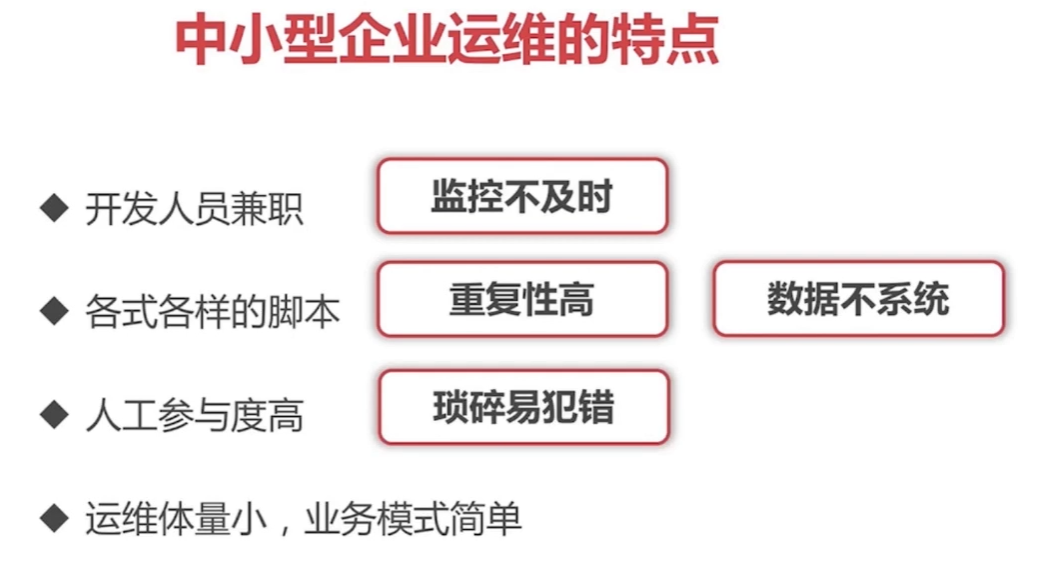 中小型企业运维的特点
◆ 开发人员兼职 监控不及时
◆ 各式各样的脚本 重复性高 数据不系统
◆ 人工参与度高 琐碎易犯错
◆ 运维体量小，业务模式简单